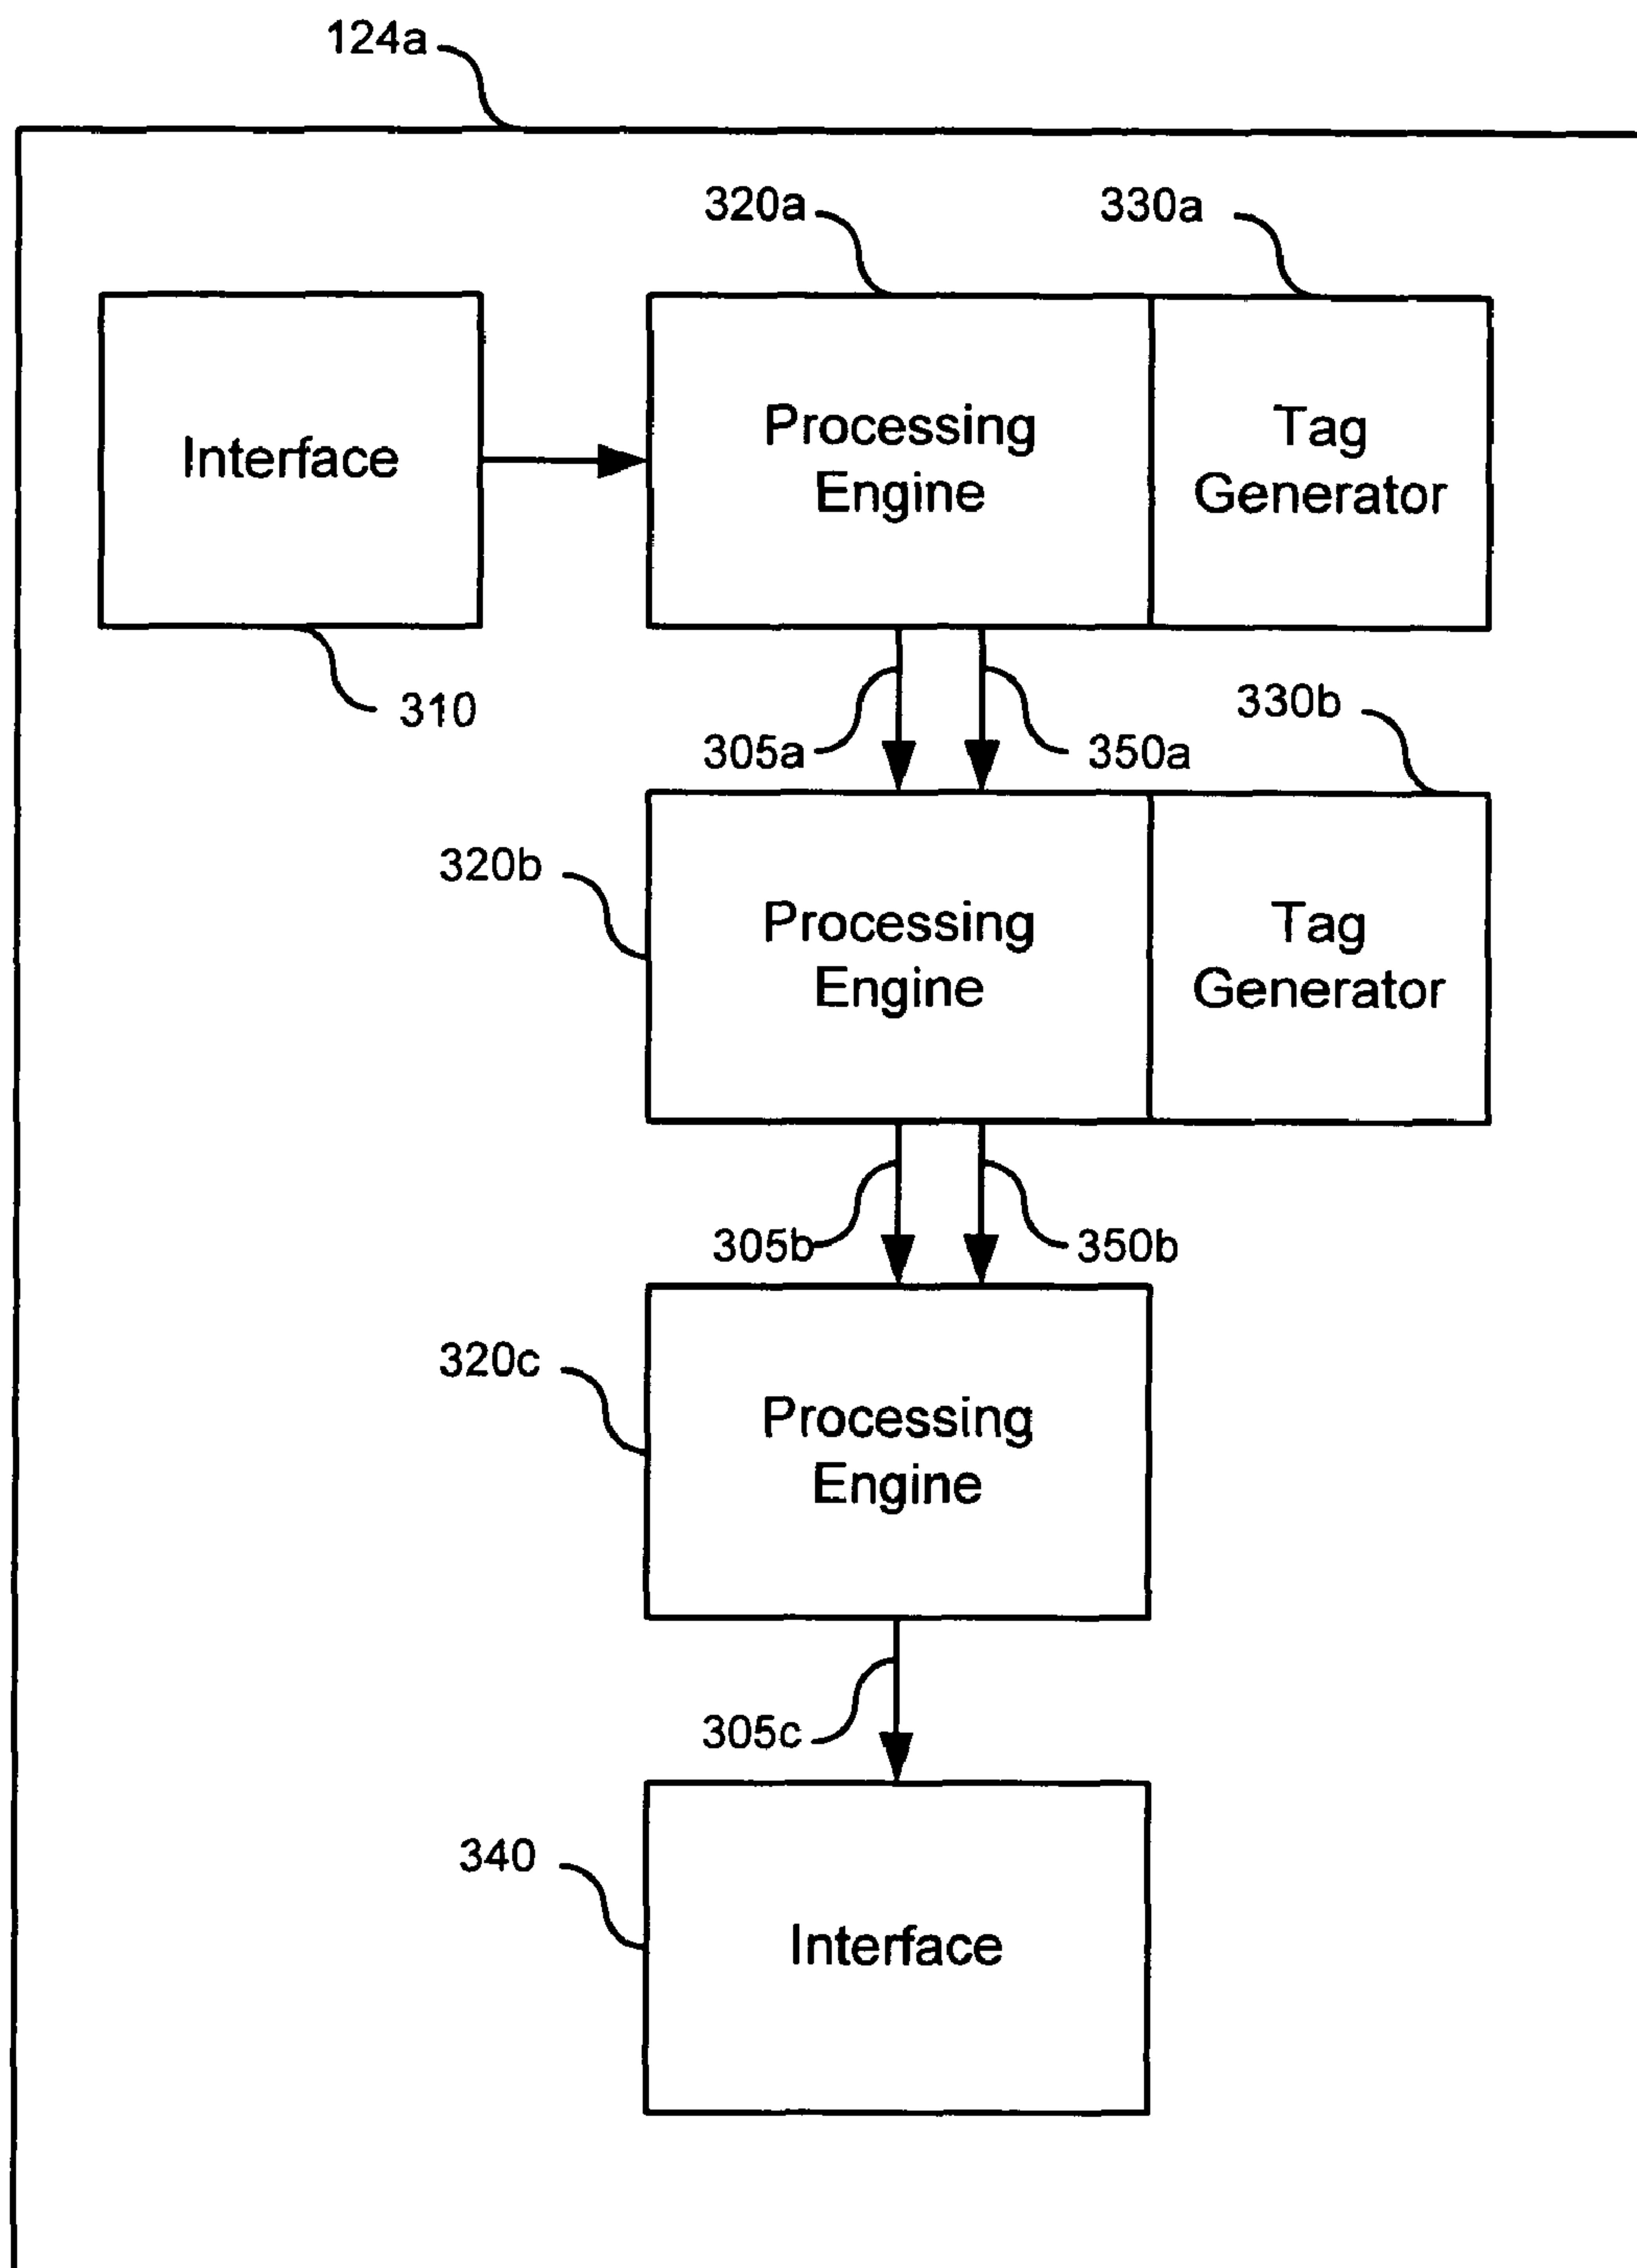 124a
320a
330a
Interface
Processing
Engine
Tag
Generator
310
305a
350a
330b
320b
Processing
Engine
Tag
Generator
305b
350b
320c
Processing
Engine
305c
340
Interface